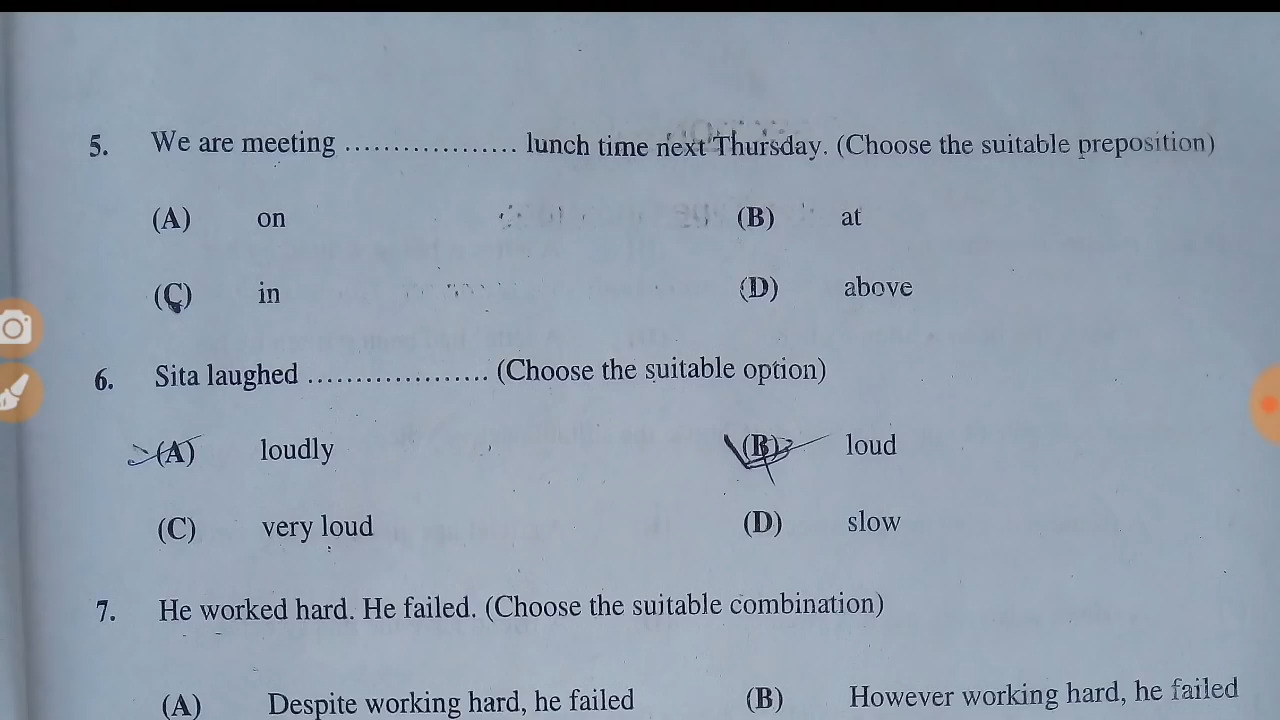 5. We are meeting .................. lunch time next Thursday. (Choose the suitable preposition)
(A) on (B) at
(C) in (D) above
6. Sita laughed ................... (Choose the suitable option)
(A) loudly (B) loud
(C) very loud (D) slow
7. He worked hard. He failed. (Choose the suitable combination)
(A) Despite working hard, he failed (B) However working hard, he failed